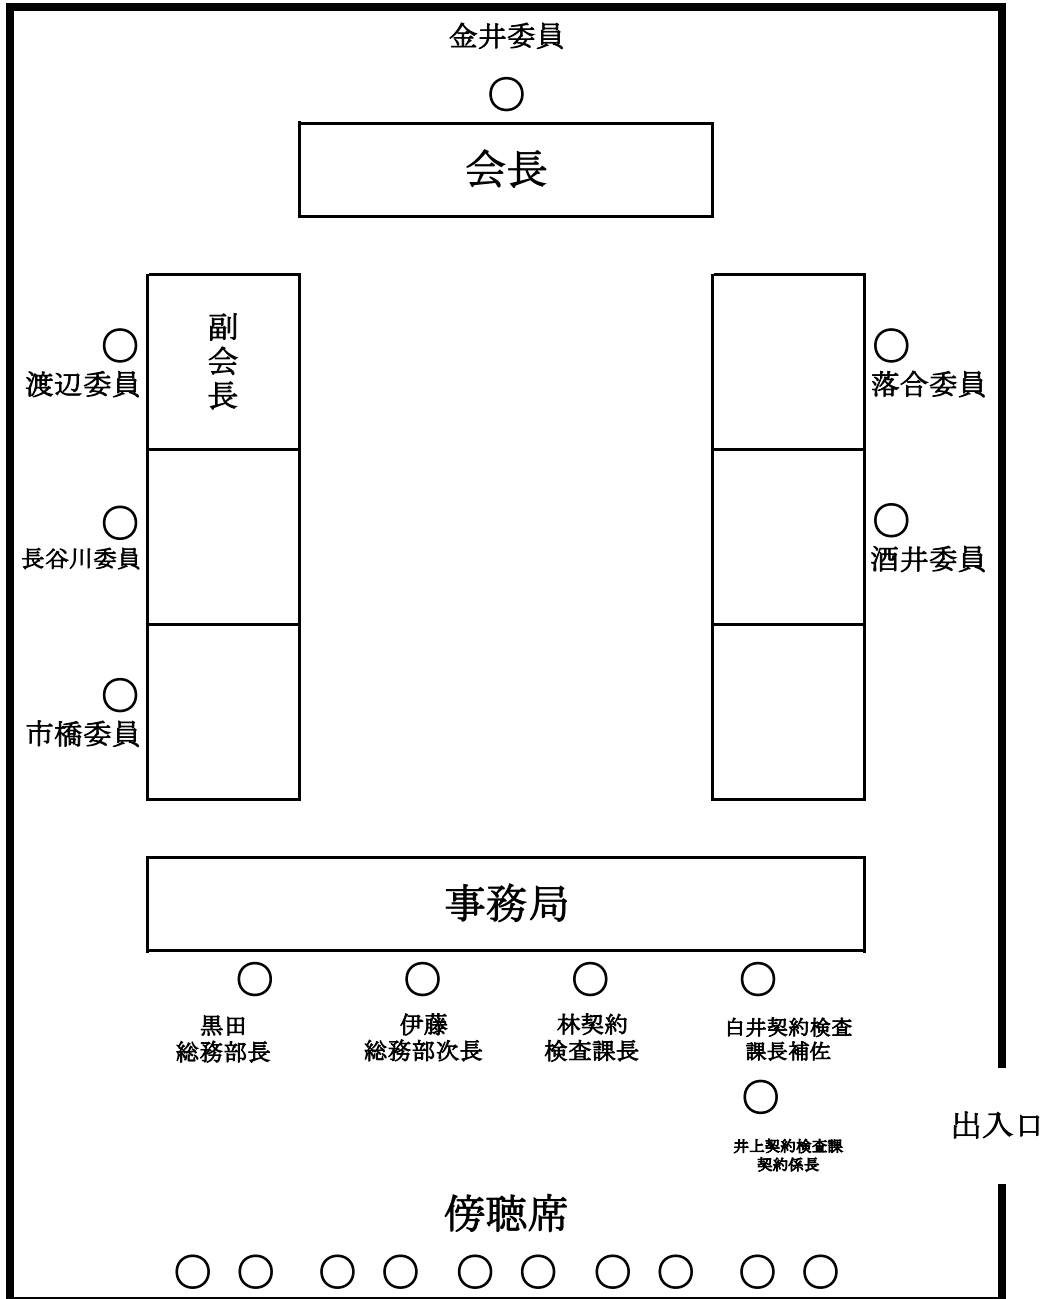 金井委員
会長
副会長
渡辺委員
落合委員
長谷川委員
酒井委員
市橋委員
事務局
黒田
総務部長
伊藤
総務部次長
林契約
検査課長
白井契約検査
課長補佐
井上契約検査課
契約係長
出入口
傍聴席